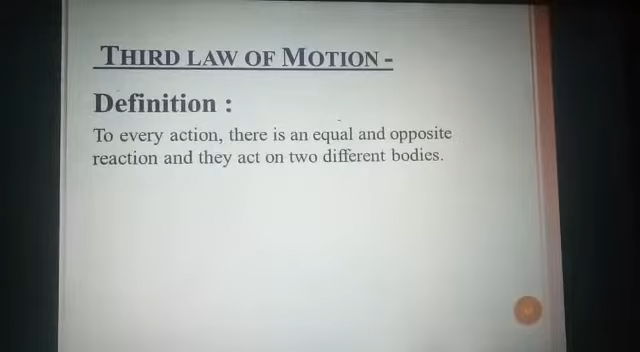 THIRD LAW OF MOTION -
Definition :
To every action, there is an equal and opposite
reaction and they act on two different bodies.